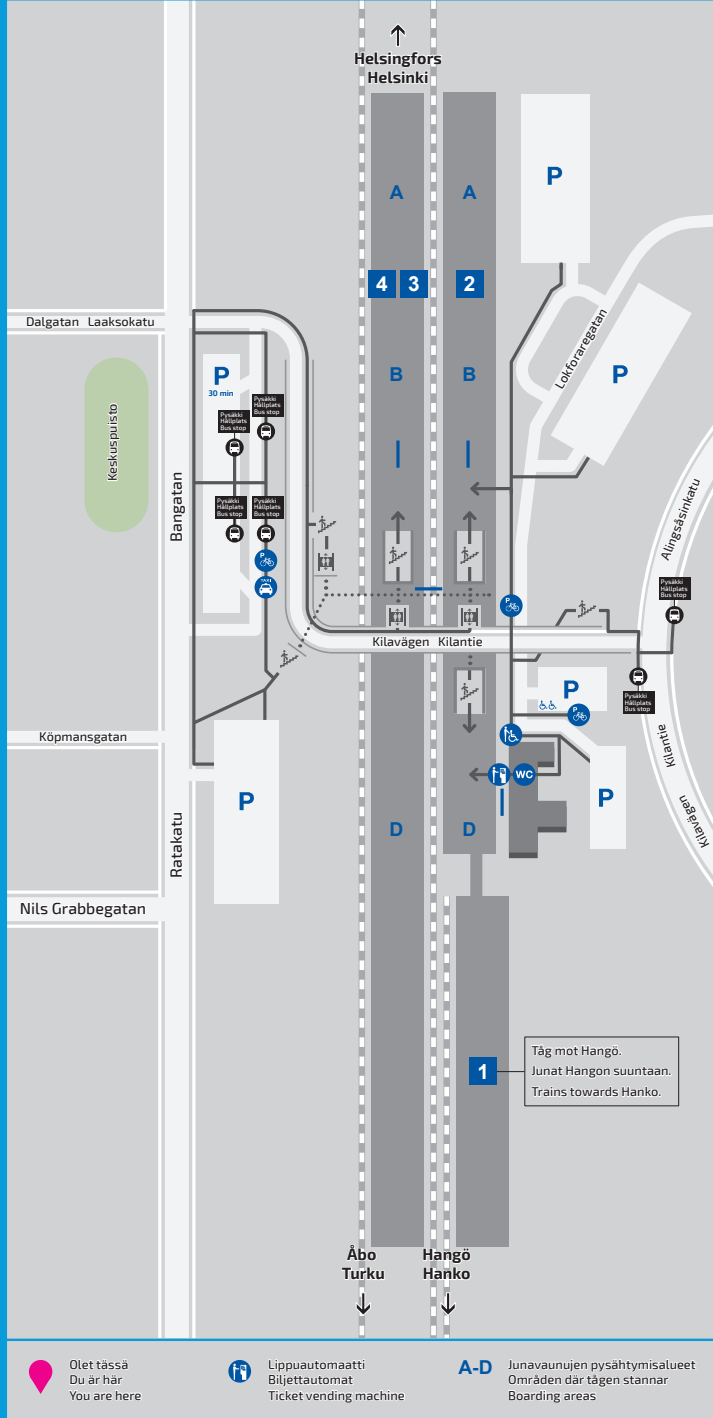 Helsingfors
Helsinki
P
A
A
4
3
2
Dalgatan Laaksokatu
Lokföraregatan
P
30 min
B
B
P
Pysäkki
Hållplats
Bus stop
Pysäkki
Hållplats
Bus stop
Keskuspuisto
Bangatan
Alingsåsinkatu
Pysäkki
Hållplats
Bus stop
Pysäkki
Hållplats
Bus stop
P
TAXI
Pysäkki
Hållplats
Bus stop
P
Kilavägen Kilantie
P
Pysäkki
Hållplats
Bus stop
P
Köpmansgatan
Kilantie
WC
P
P
Kilavägen
D
D
Ratakatu
Nils Grabbegatan
1
Tåg mot Hangö.
Junat Hangon suuntaan.
Trains towards Hanko.
Åbo
Turku
Hangö
Hanko
Olet tässä
Du är här
You are here
Lippuautomaatti
Biljettautomat
Ticket vending machine
A-D
Junavaunujen pysähtymisalueet
Områden där tågen stannar
Boarding areas